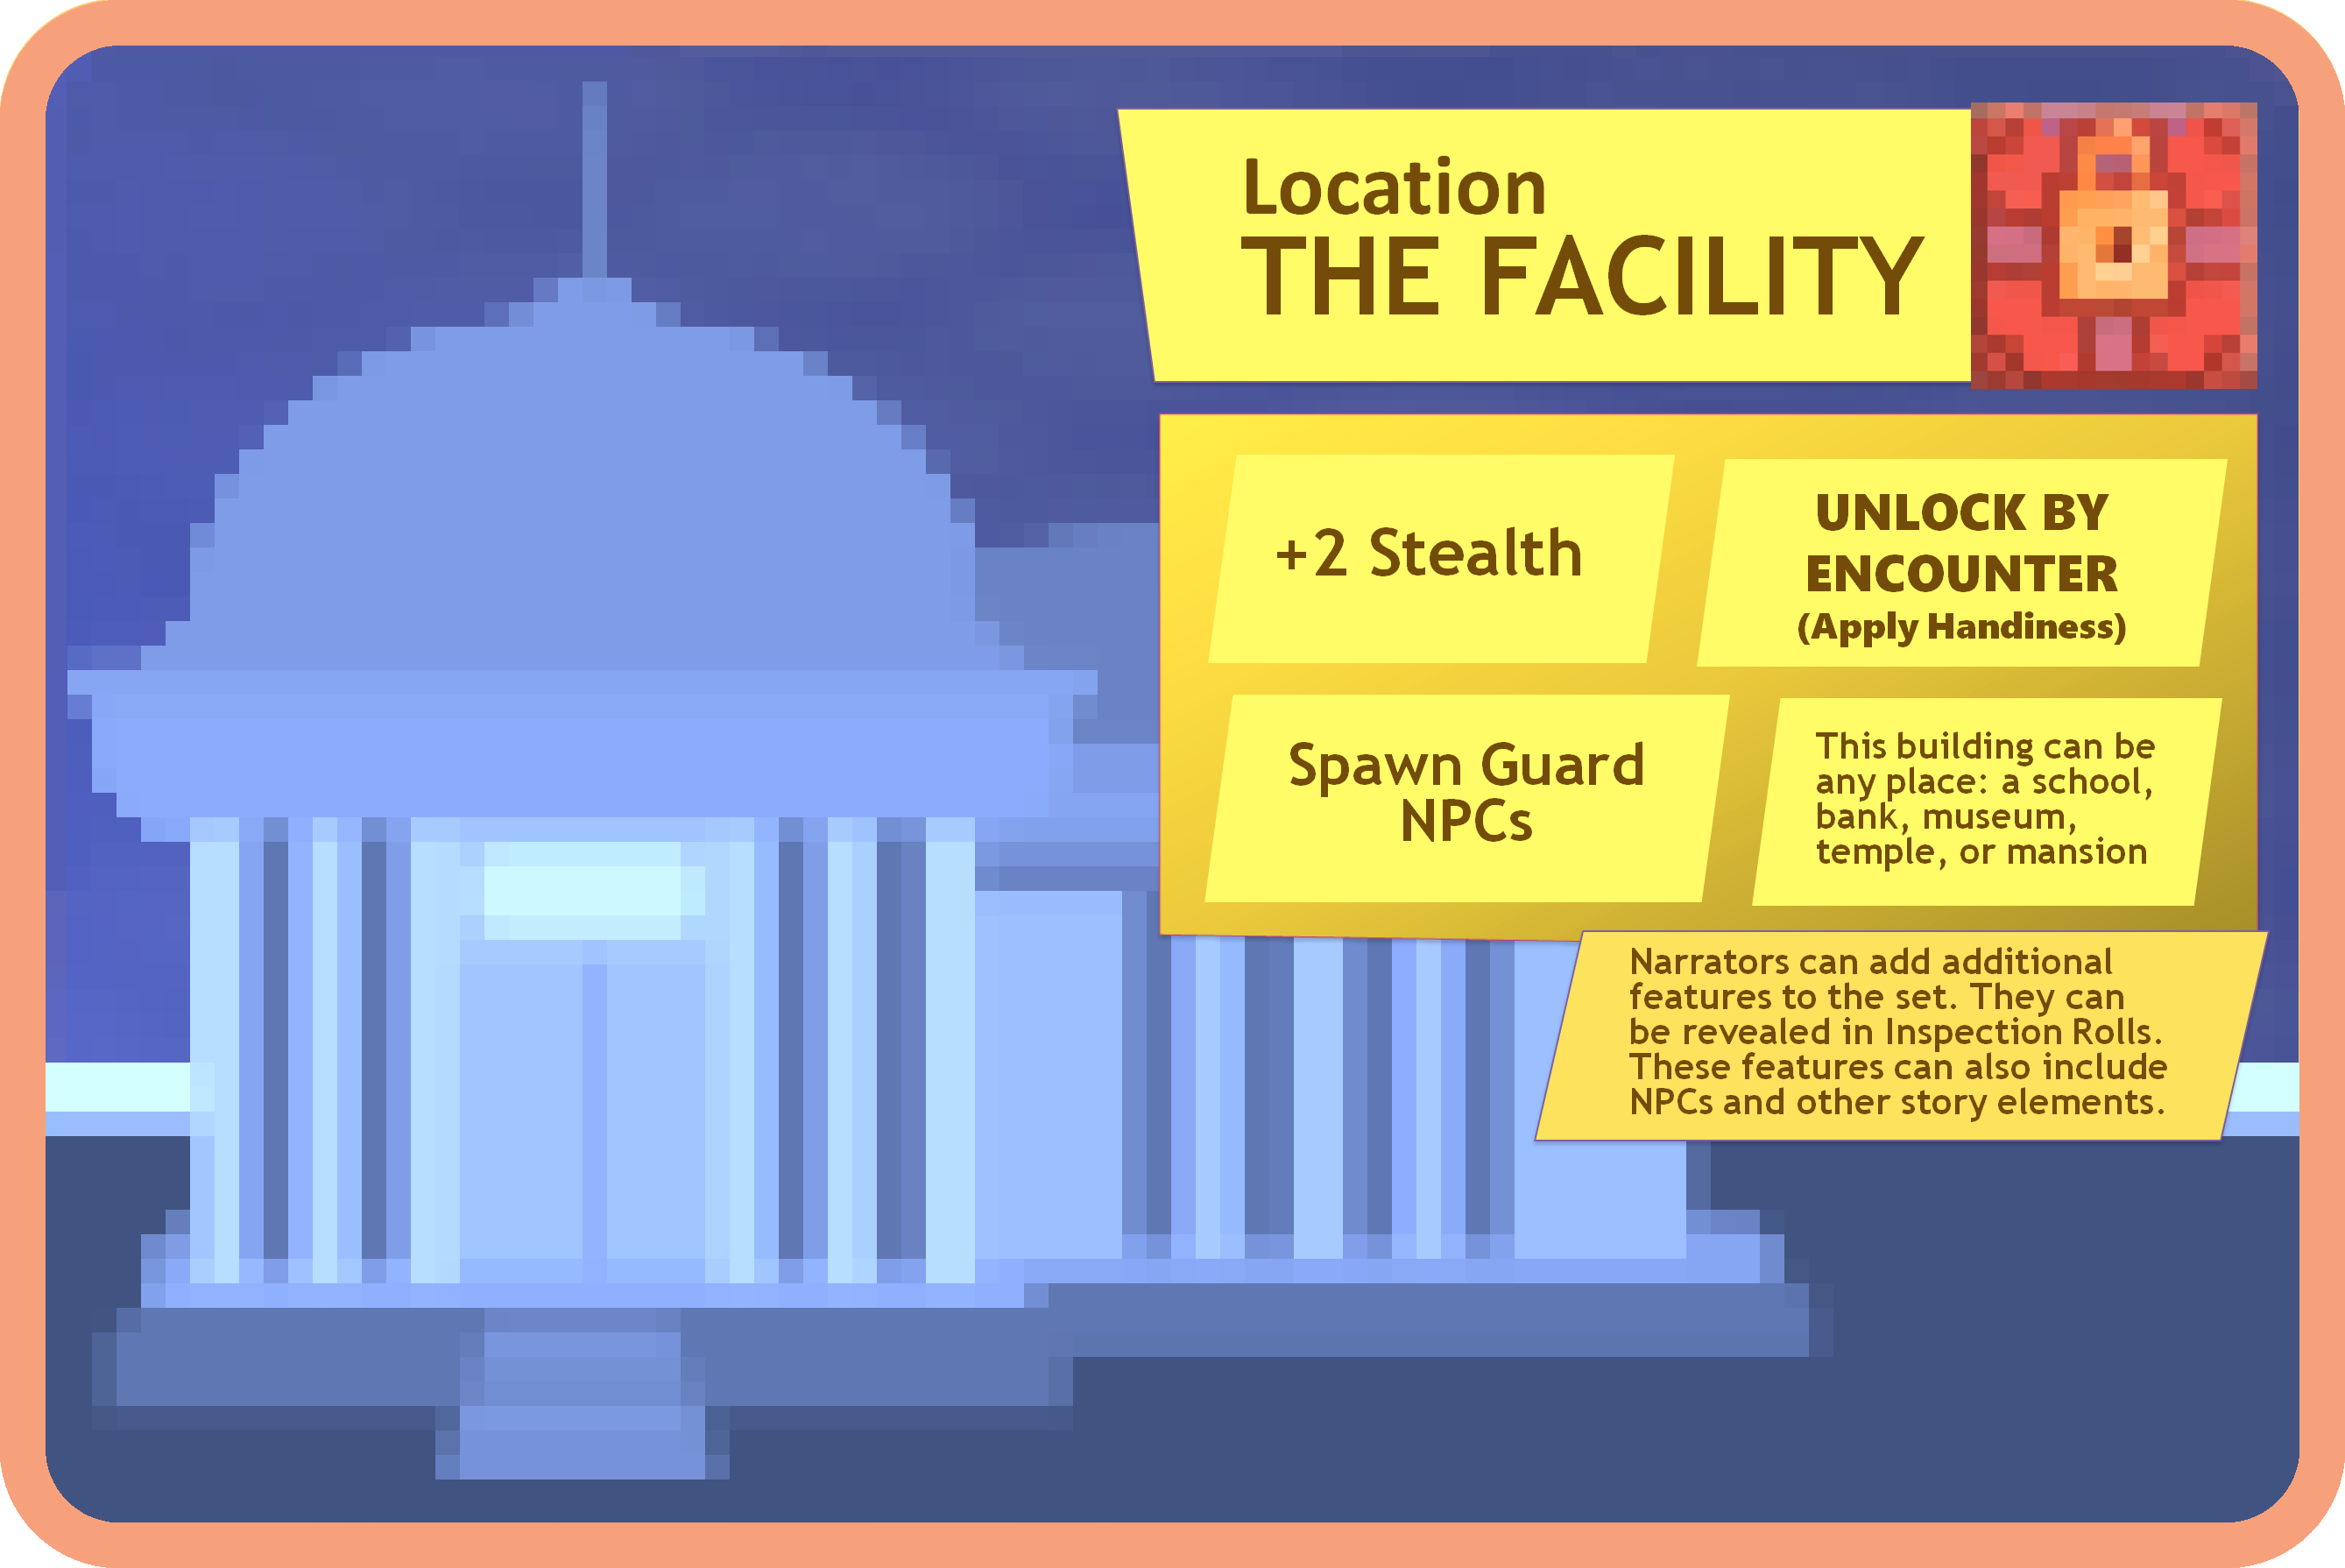 Location
THE FACILITY
+2 Stealth
UNLOCK BY
ENCOUNTER
(Apply Handiness)
Spawn Guard
NPCs
This building can be
any place: a school,
bank, museum,
temple, or mansion
Narrators can add additional
features to the set. They can
be revealed in Inspection Rolls.
These features can also include
NPCs and other story elements.